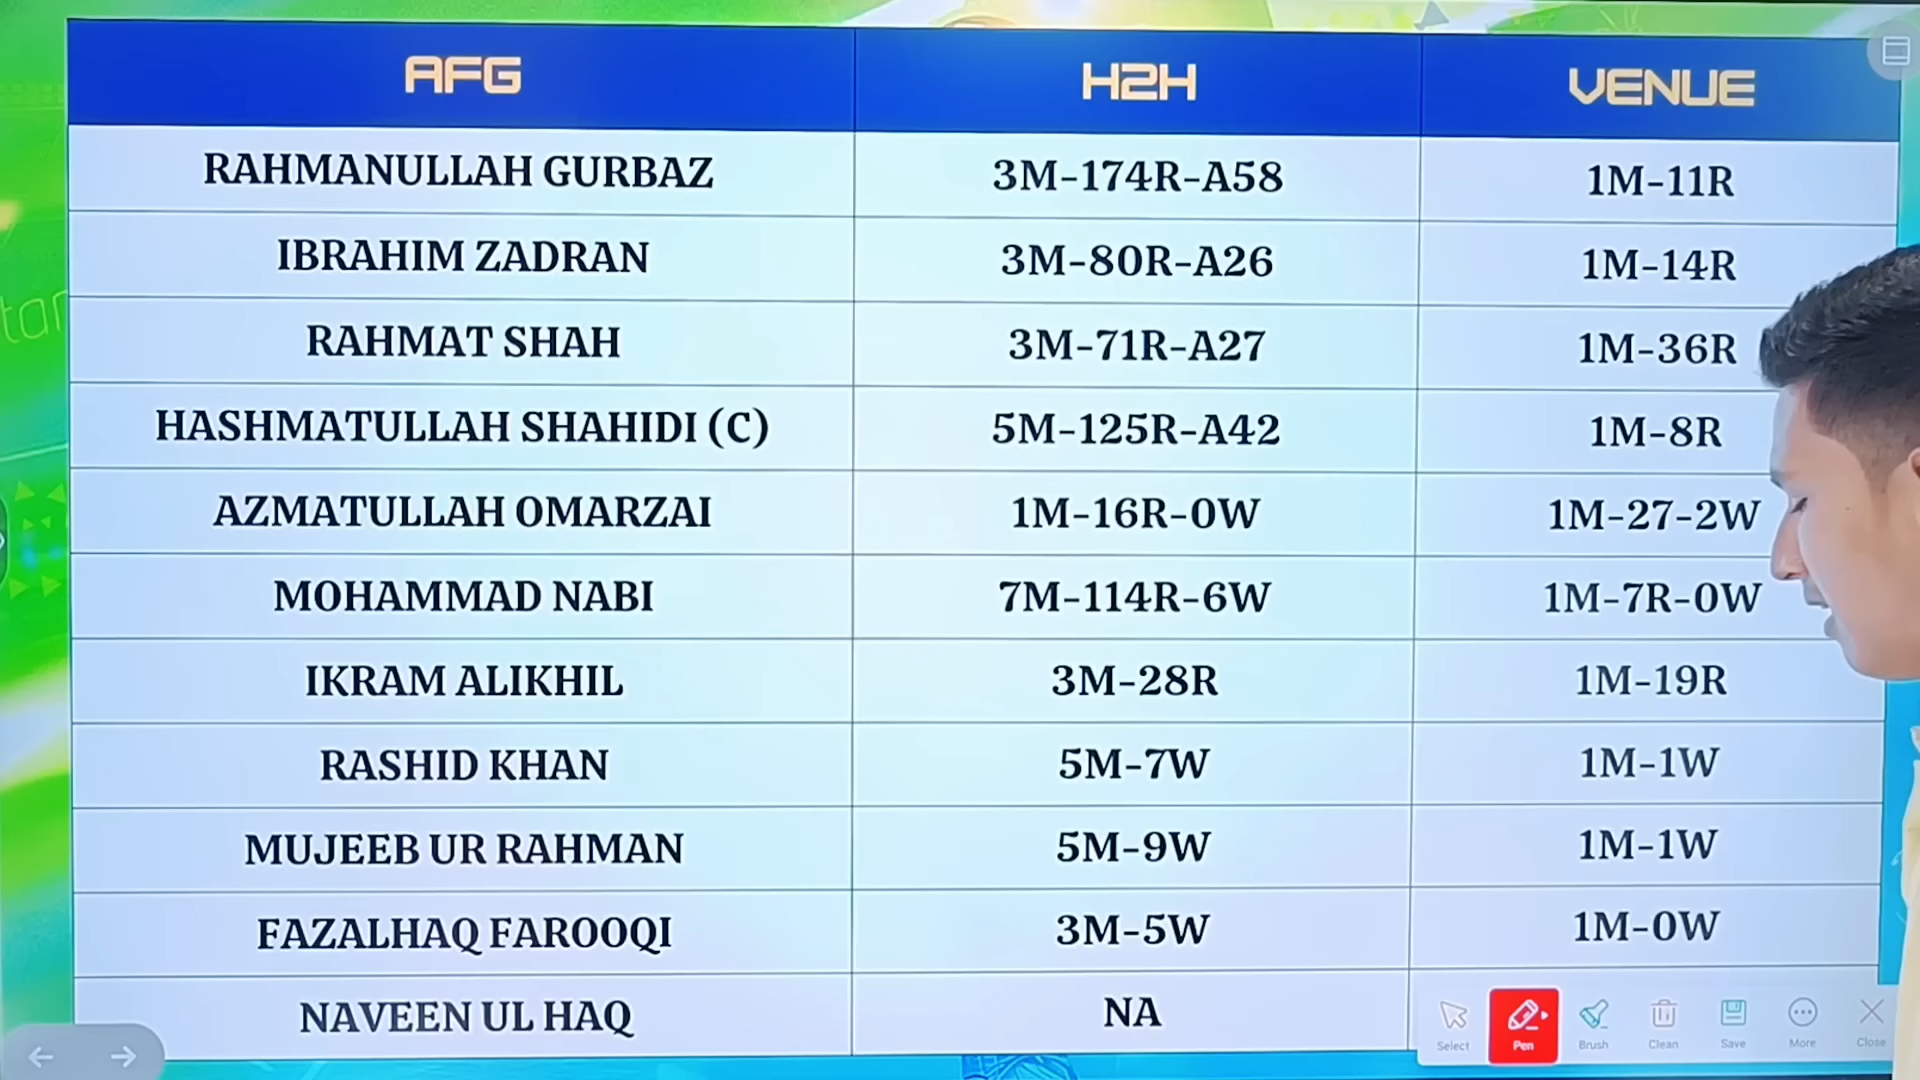 AFG H2H VENUE
RAHMANULLAH GURBAZ 3M-174R-A58 1M-11R
IBRAHIM ZADRAN 3M-80R-A26 1M-14R
RAHMAT SHAH 3M-71R-A27 1M-36R
HASHMATULLAH SHAHIDI (C) 5M-125R-A42 1M-8R
AZMATULLAH OMARZAI 1M-16R-0W 1M-27-2W
MOHAMMAD NABI 7M-114R-6W 1M-7R-0W
IKRAM ALIKHIL 3M-28R 1M-19R
RASHID KHAN 5M-7W 1M-1W
MUJEEB UR RAHMAN 5M-9W 1M-1W
FAZALHAQ FAROOQI 3M-5W 1M-0W
NAVEEN UL HAQ NA
Select Pen Brush Clean Save More Close